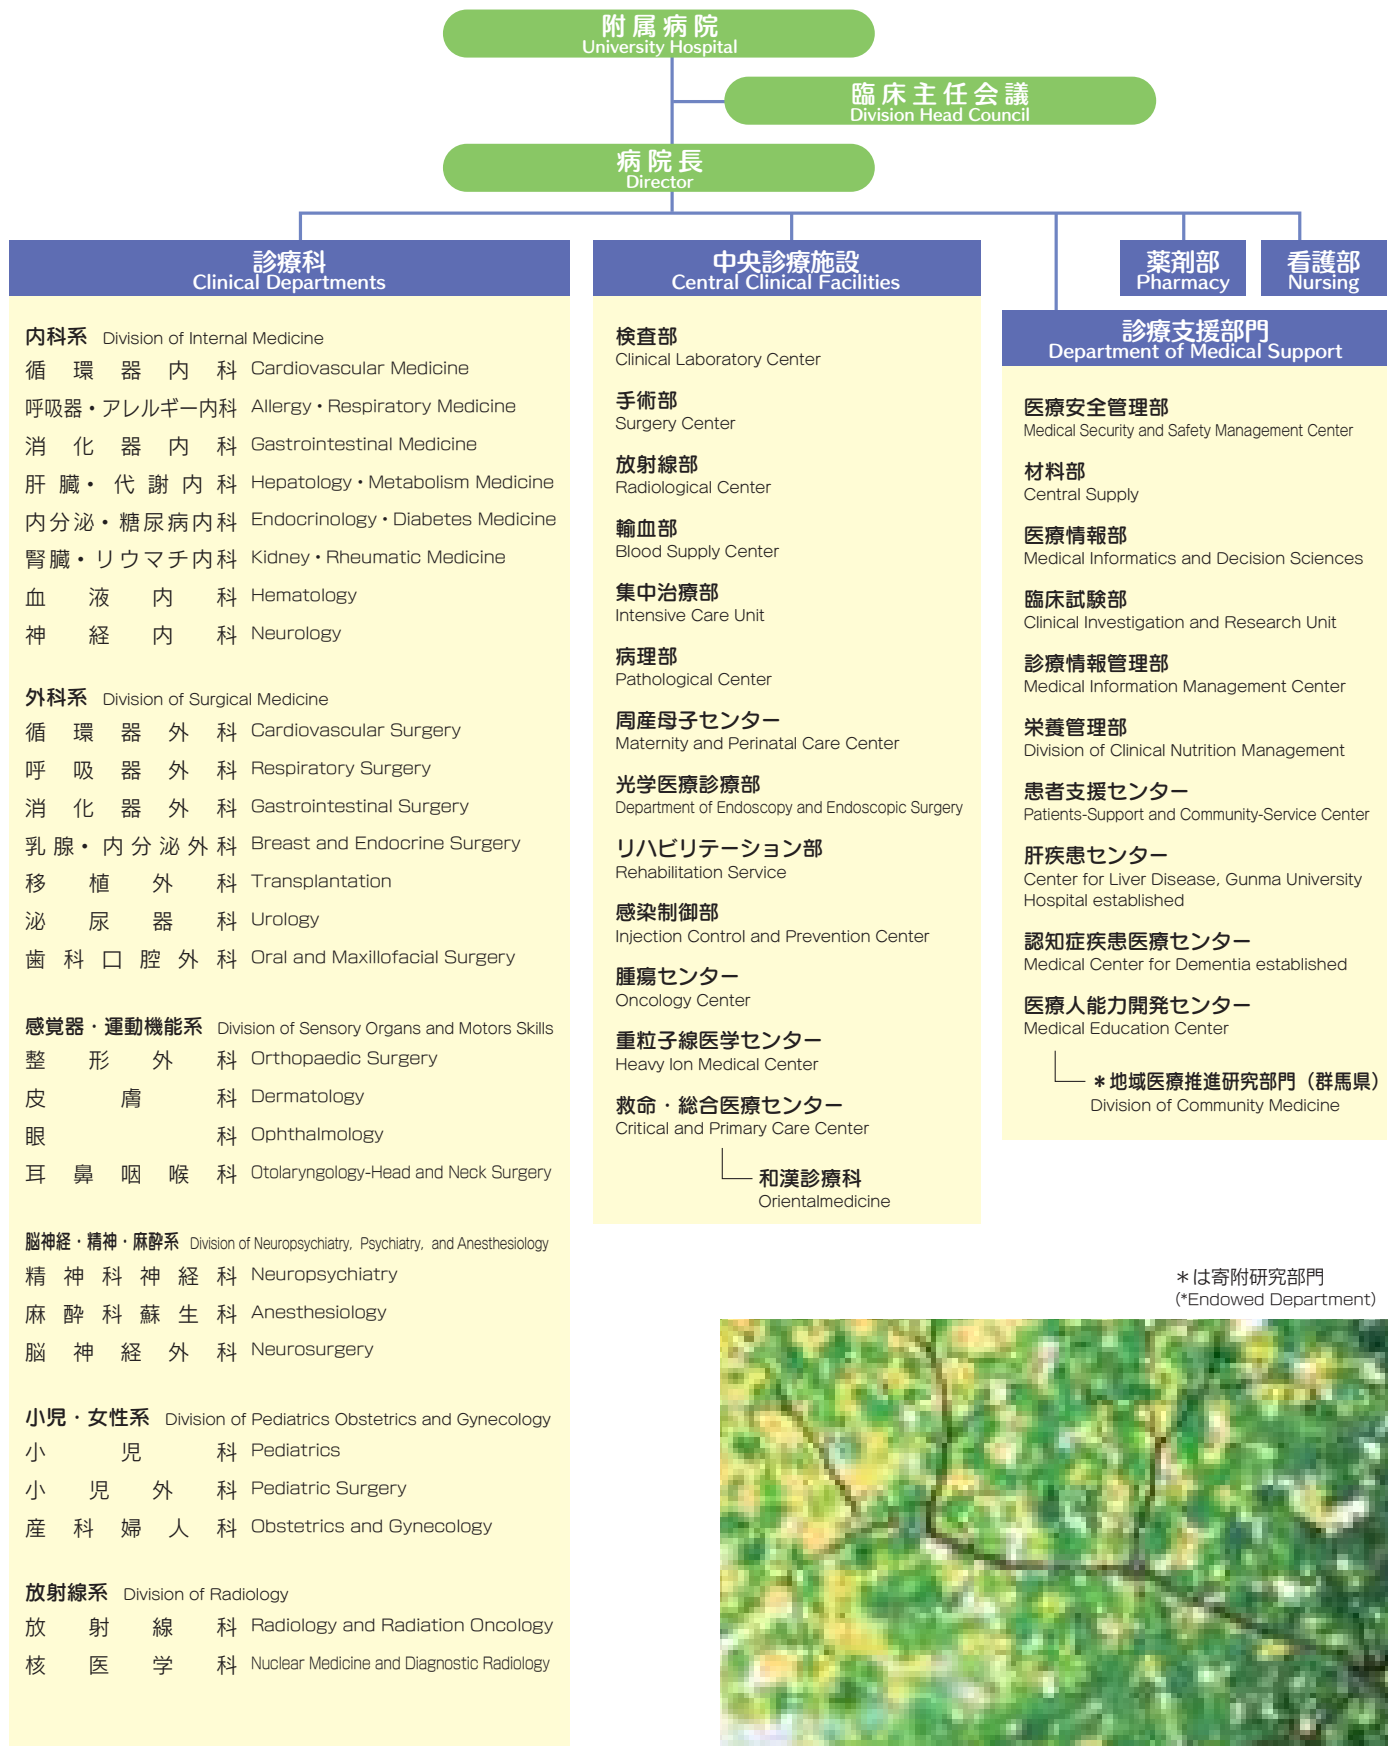 附属病院
University Hospital
臨床主任会議
Division Head Council
病院長
Director
診療科
Clinical Departments
内科系 Division of Internal Medicine
循環器内科 Cardiovascular Medicine
呼吸器・アレルギー内科 Allergy・Respiratory Medicine
消化器内科 Gastrointestinal Medicine
肝臓・代謝内科 Hepatology・Metabolism Medicine
内分泌・糖尿病内科 Endocrinology・Diabetes Medicine
腎臓・リウマチ内科 Kidney・Rheumatic Medicine
血液内科 Hematology
神経内科 Neurology
外科系 Division of Surgical Medicine
循環器外科 Cardiovascular Surgery
呼吸器外科 Respiratory Surgery
消化器外科 Gastrointestinal Surgery
乳腺・内分泌外科 Breast and Endocrine Surgery
移植外科 Transplantation
泌尿器科 Urology
歯科口腔外科 Oral and Maxillofacial Surgery
感覚器・運動機能系 Division of Sensory Organs and Motors Skills
整形外科 Orthopaedic Surgery
皮膚科 Dermatology
眼科 Ophthalmology
耳鼻咽喉科 Otolaryngology-Head and Neck Surgery
脳神経・精神・麻酔系 Division of Neuropsychiatry, Psychiatry, and Anesthesiology
精神科神経科 Neuropsychiatry
麻酔科蘇生科 Anesthesiology
脳神経外科 Neurosurgery
小児・女性系 Division of Pediatrics Obstetrics and Gynecology
小児科 Pediatrics
小児外科 Pediatric Surgery
産科婦人科 Obstetrics and Gynecology
放射線系 Division of Radiology
放射線科 Radiology and Radiation Oncology
核医学科 Nuclear Medicine and Diagnostic Radiology
中央診療施設
Central Clinical Facilities
検査部
Clinical Laboratory Center
手術部
Surgery Center
放射線部
Radiological Center
輸血部
Blood Supply Center
集中治療部
Intensive Care Unit
病理部
Pathological Center
周産母子センター
Maternity and Perinatal Care Center
光学医療診療部
Department of Endoscopy and Endoscopic Surgery
リハビリテーション部
Rehabilitation Service
感染制御部
Injection Control and Prevention Center
腫瘍センター
Oncology Center
重粒子線医学センター
Heavy Ion Medical Center
救命・総合医療センター
Critical and Primary Care Center
和漢診療科
Orientalmedicine
薬剤部
Pharmacy
看護部
Nursing
診療支援部門
Department of Medical Support
医療安全管理部
Medical Security and Safety Management Center
材料部
Central Supply
医療情報部
Medical Informatics and Decision Sciences
臨床試験部
Clinical Investigation and Research Unit
診療情報管理部
Medical Information Management Center
栄養管理部
Division of Clinical Nutrition Management
患者支援センター
Patients-Support and Community-Service Center
肝疾患センター
Center for Liver Disease, Gunma University
Hospital established
認知症疾患医療センター
Medical Center for Dementia established
医療人能力開発センター
Medical Education Center
＊地域医療推進研究部門（群馬県）
Division of Community Medicine
＊は寄附研究部門
(*Endowed Department)